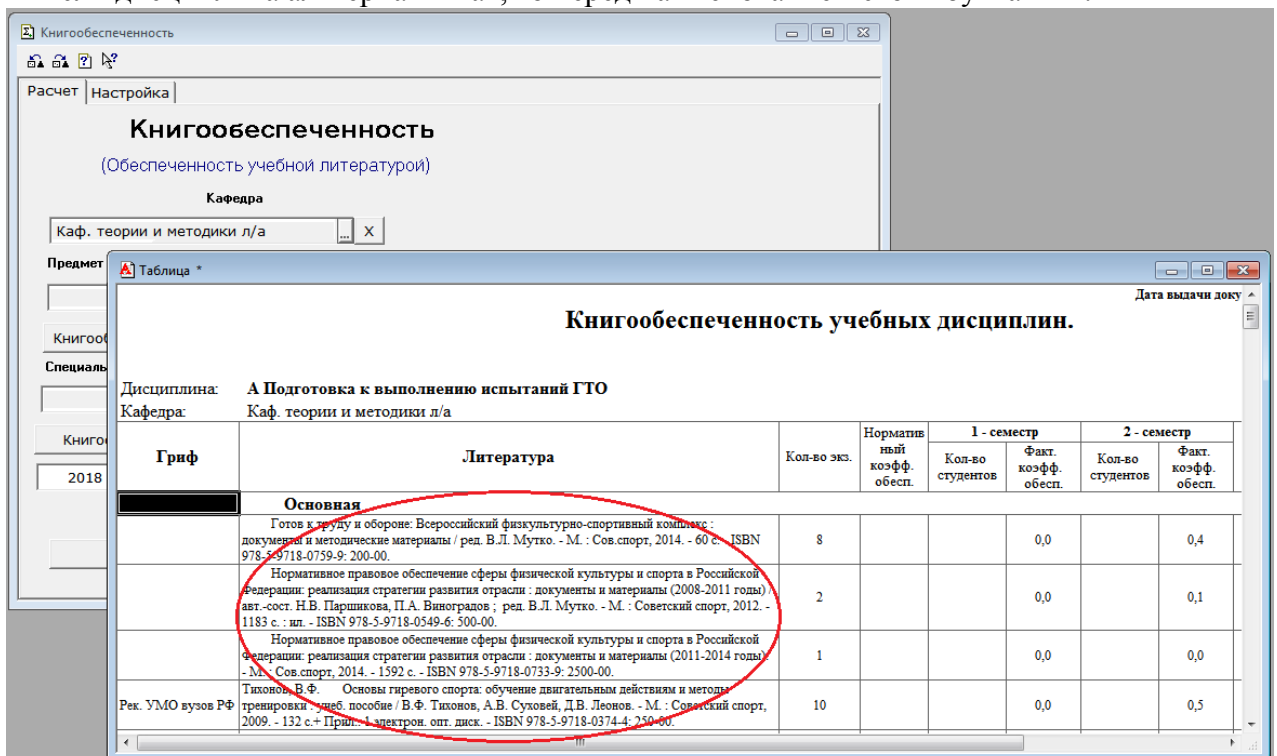 Книгообеспеченность
Расчет Настройка
Книгообеспеченность
(Обеспеченность учебной литературой)
Кафедра
Каф. теории и методики л/а ... X
Предмет
Специаль
2018
Таблица *
Дата выдачи доку
Книгообеспеченность учебных дисциплин.
Дисциплина: А Подготовка к выполнению испытаний ГТО
Кафедра: Каф. теории и методики л/а
Гриф Литература Кол-во экз. Норматив ный коэфф. обесп. 1 - семестр 2 - семестр
Кол-во студентов Факт. коэфф. обесп. Кол-во студентов Факт. коэфф. обесп.
Основная
Готов к труду и обороне: Всероссийский физкультурно-спортивный комплекс :
документы и методические материалы / ред. В.Л. Мутко. - М. : Сов.спорт, 2014. - 60 с. - ISBN 8 0,0 0,4
978-5-9718-0759-9: 200-00.
Нормативное правовое обеспечение сферы физической культуры и спорта в Российской
Федерации: реализация стратегии развития отрасли : документы и материалы (2008-2011 годы) /
авт.-сост. Н.В. Паршикова, П.А. Виноградов ; ред. В.Л. Мутко. - М. : Советский спорт, 2012. - 2 0,0 0,1
1183 с. : ил. - ISBN 978-5-9718-0549-6: 500-00.
Нормативное правовое обеспечение сферы физической культуры и спорта в Российской
Федерации: реализация стратегии развития отрасли : документы и материалы (2011-2014 годы). 1 0,0 0,0
- М. : Сов.спорт, 2014. - 1592 с. - ISBN 978-5-9718-0733-9: 2500-00.
Тихонов, В.Ф. Основы гиревого спорта: обучение двигательным действиям и методы
Рек. УМО вузов РФ тренировки : учеб. пособие / В.Ф. Тихонов, А.В. Суховей, Д.В. Леонов. - М. : Советский спорт, 10 0,0 0,5
2009. - 132 с.+ Прил.: 1 электрон. опт. диск. - ISBN 978-5-9718-0374-4: 250-00.